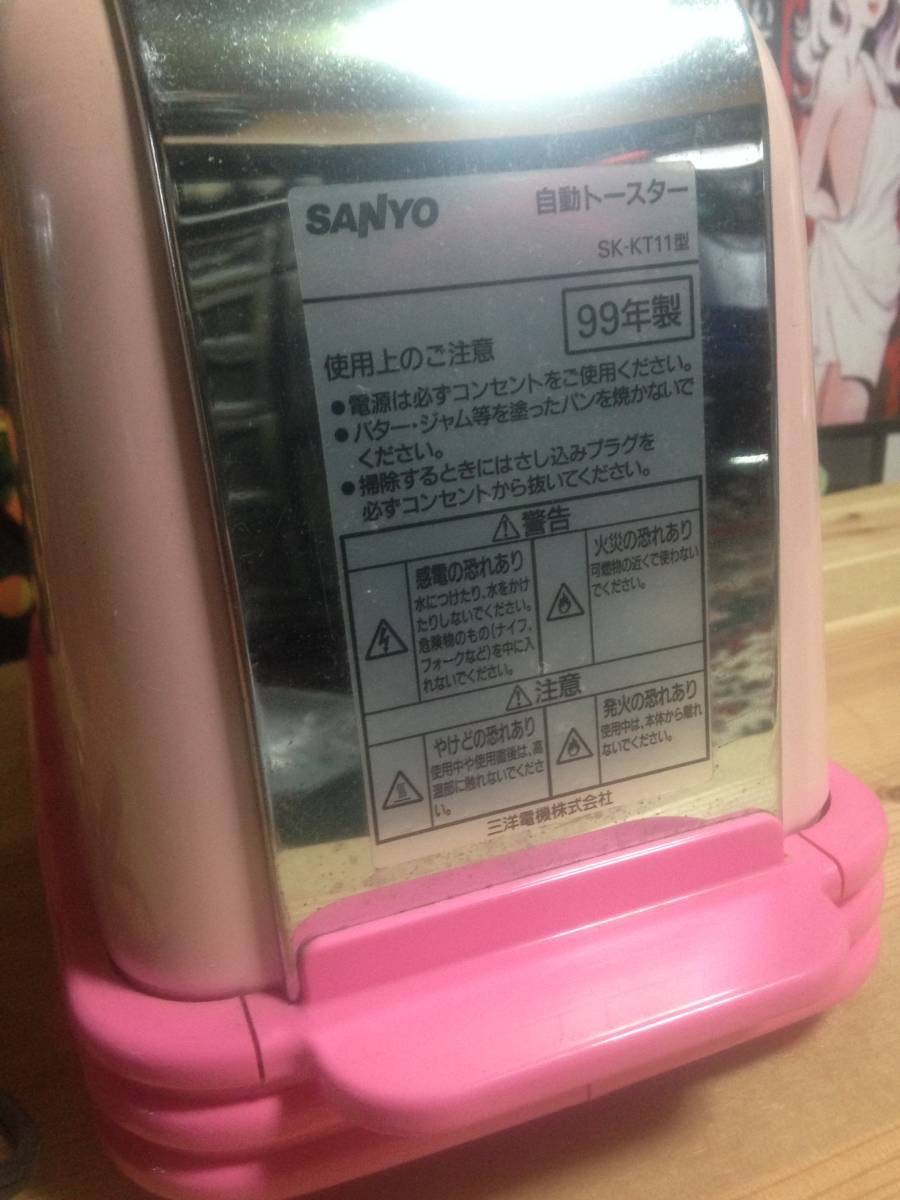 SANYO 自動トースター
SK-KT11型
99年製
使用上のご注意
●電源は必ずコンセントをご使用ください。
●バター・ジャム等を塗ったパンを焼かないで
ください。
●掃除するときにはさし込みプラグを
必ずコンセントから抜いてください。
⚠警告
感電の恐れあり
水につけたり、水をかけ
たりしないでください。
危険物のもの(ナイフ、
フォークなど)を中に入
れないでください。
火災の恐れあり
可燃物の近くで使わない
でください。
⚠注意
やけどの恐れあり
使用中や使用直後は、高
温部に触れないでくださ
い。
発火の恐れあり
使用中は、本体から離れ
ないでください。
三洋電機株式会社